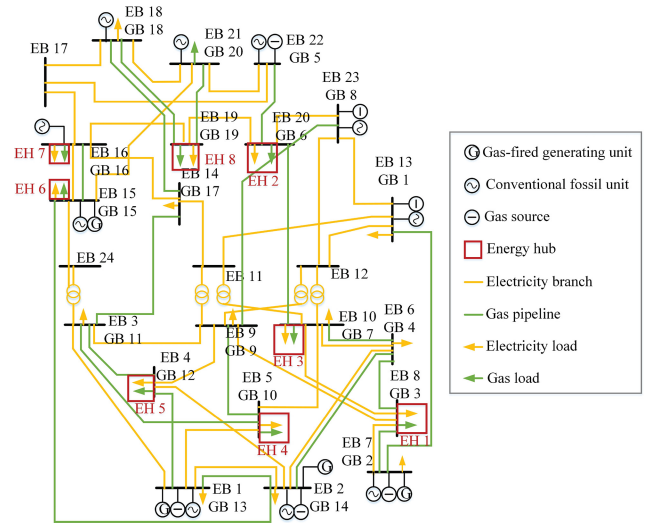 EB 18
GB 18
EB 21
GB 20
EB 22
GB 5
EB 17
EB 23
GB 8
EB 19
GB 19
EB 20
GB 6
EH 7
EB 16
GB 16
EH 8
EH 2
EB 13
GB 1
EH 6
EB 15
GB 15
G
EB 14
GB 17
EB 24
EB 11
EB 12
EB 3
GB 11
EB 9
GB 9
EB 10
GB 7
EB 6
GB 4
EH 3
EB 4
GB 12
EH 5
EB 5
GB 10
EH 4
EB 8
GB 3
EH 1
EB 7
GB 2
G
EB 1
GB 13
G
EB 2
GB 14
G
G Gas-fired generating unit
Conventional fossil unit
Gas source
Energy hub
Electricity branch
Gas pipeline
Electricity load
Gas load